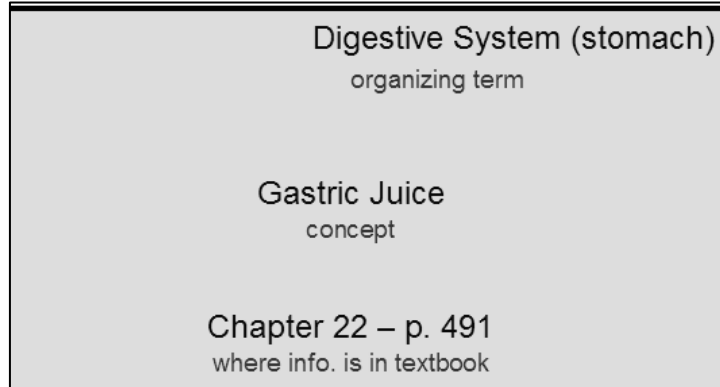 Digestive System (stomach)
organizing term
Gastric Juice
concept
Chapter 22 – p. 491
where info. is in textbook